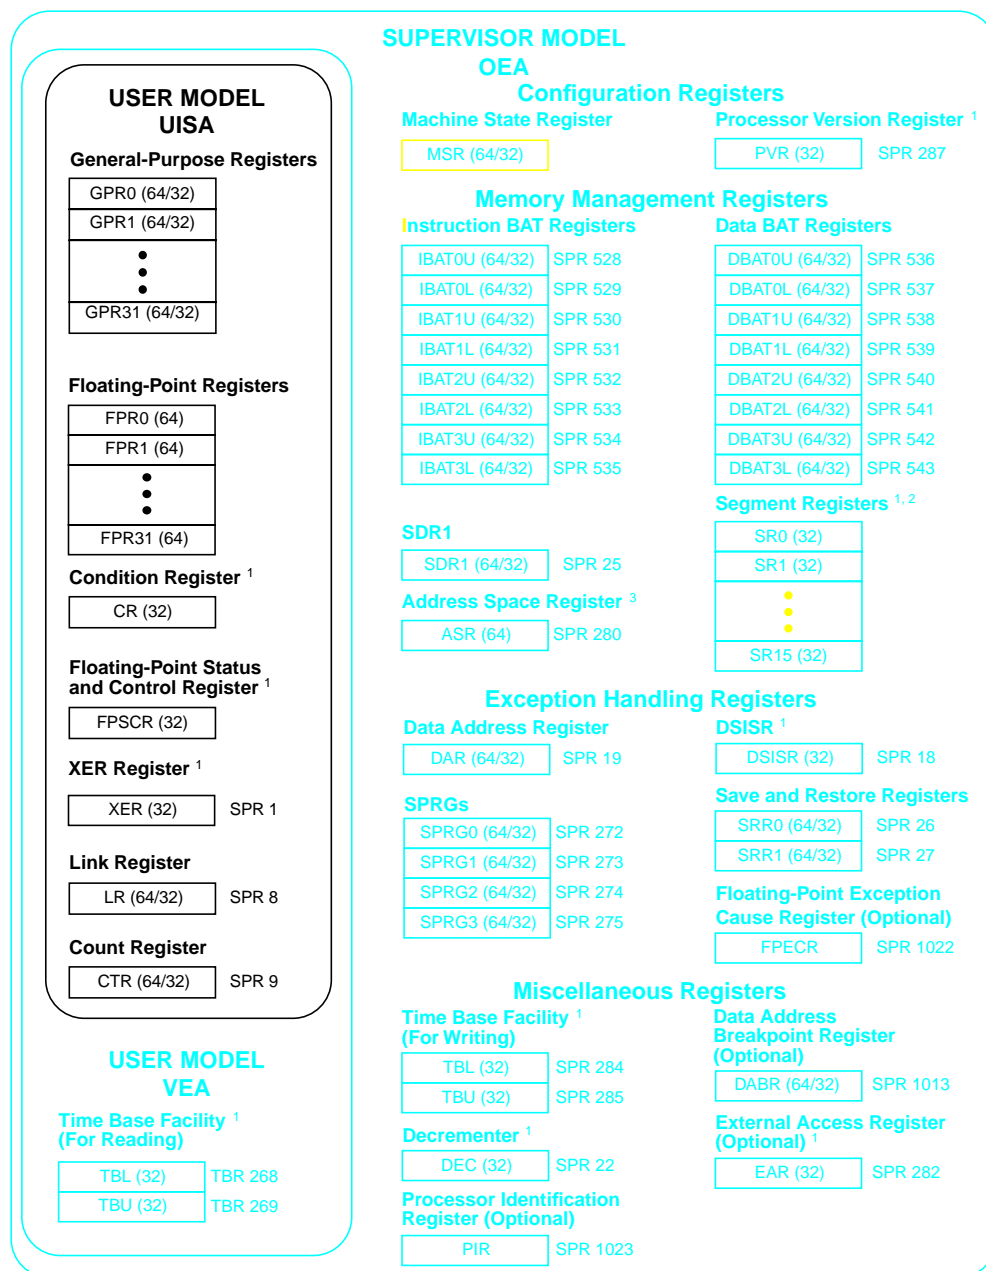 SUPERVISOR MODEL
OEA
USER MODEL
UISA
General-Purpose Registers
GPR0 (64/32)
GPR1 (64/32)
GPR31 (64/32)
Floating-Point Registers
FPR0 (64)
FPR1 (64)
FPR31 (64)
Condition Register 1
CR (32)
Floating-Point Status
and Control Register 1
FPSCR (32)
XER Register 1
XER (32) SPR 1
Link Register
LR (64/32) SPR 8
Count Register
CTR (64/32) SPR 9
USER MODEL
VEA
Time Base Facility 1
(For Reading)
TBL (32) TBR 268
TBU (32) TBR 269
Configuration Registers
Machine State Register
MSR (64/32)
Processor Version Register 1
PVR (32) SPR 287
Memory Management Registers
Instruction BAT Registers
IBAT0U (64/32) SPR 528
IBAT0L (64/32) SPR 529
IBAT1U (64/32) SPR 530
IBAT1L (64/32) SPR 531
IBAT2U (64/32) SPR 532
IBAT2L (64/32) SPR 533
IBAT3U (64/32) SPR 534
IBAT3L (64/32) SPR 535
Data BAT Registers
DBAT0U (64/32) SPR 536
DBAT0L (64/32) SPR 537
DBAT1U (64/32) SPR 538
DBAT1L (64/32) SPR 539
DBAT2U (64/32) SPR 540
DBAT2L (64/32) SPR 541
DBAT3U (64/32) SPR 542
DBAT3L (64/32) SPR 543
SDR1
SDR1 (64/32) SPR 25
Address Space Register 3
ASR (64) SPR 280
Segment Registers 1, 2
SR0 (32)
SR1 (32)
SR15 (32)
Exception Handling Registers
Data Address Register
DAR (64/32) SPR 19
SPRGs
SPRG0 (64/32) SPR 272
SPRG1 (64/32) SPR 273
SPRG2 (64/32) SPR 274
SPRG3 (64/32) SPR 275
DSISR 1
DSISR (32) SPR 18
Save and Restore Registers
SRR0 (64/32) SPR 26
SRR1 (64/32) SPR 27
Floating-Point Exception
Cause Register (Optional)
FPECR SPR 1022
Miscellaneous Registers
Time Base Facility 1
(For Writing)
TBL (32) SPR 284
TBU (32) SPR 285
Decrementer 1
DEC (32) SPR 22
Processor Identification
Register (Optional)
PIR SPR 1023
Data Address
Breakpoint Register
(Optional)
DABR (64/32) SPR 1013
External Access Register
(Optional) 1
EAR (32) SPR 282